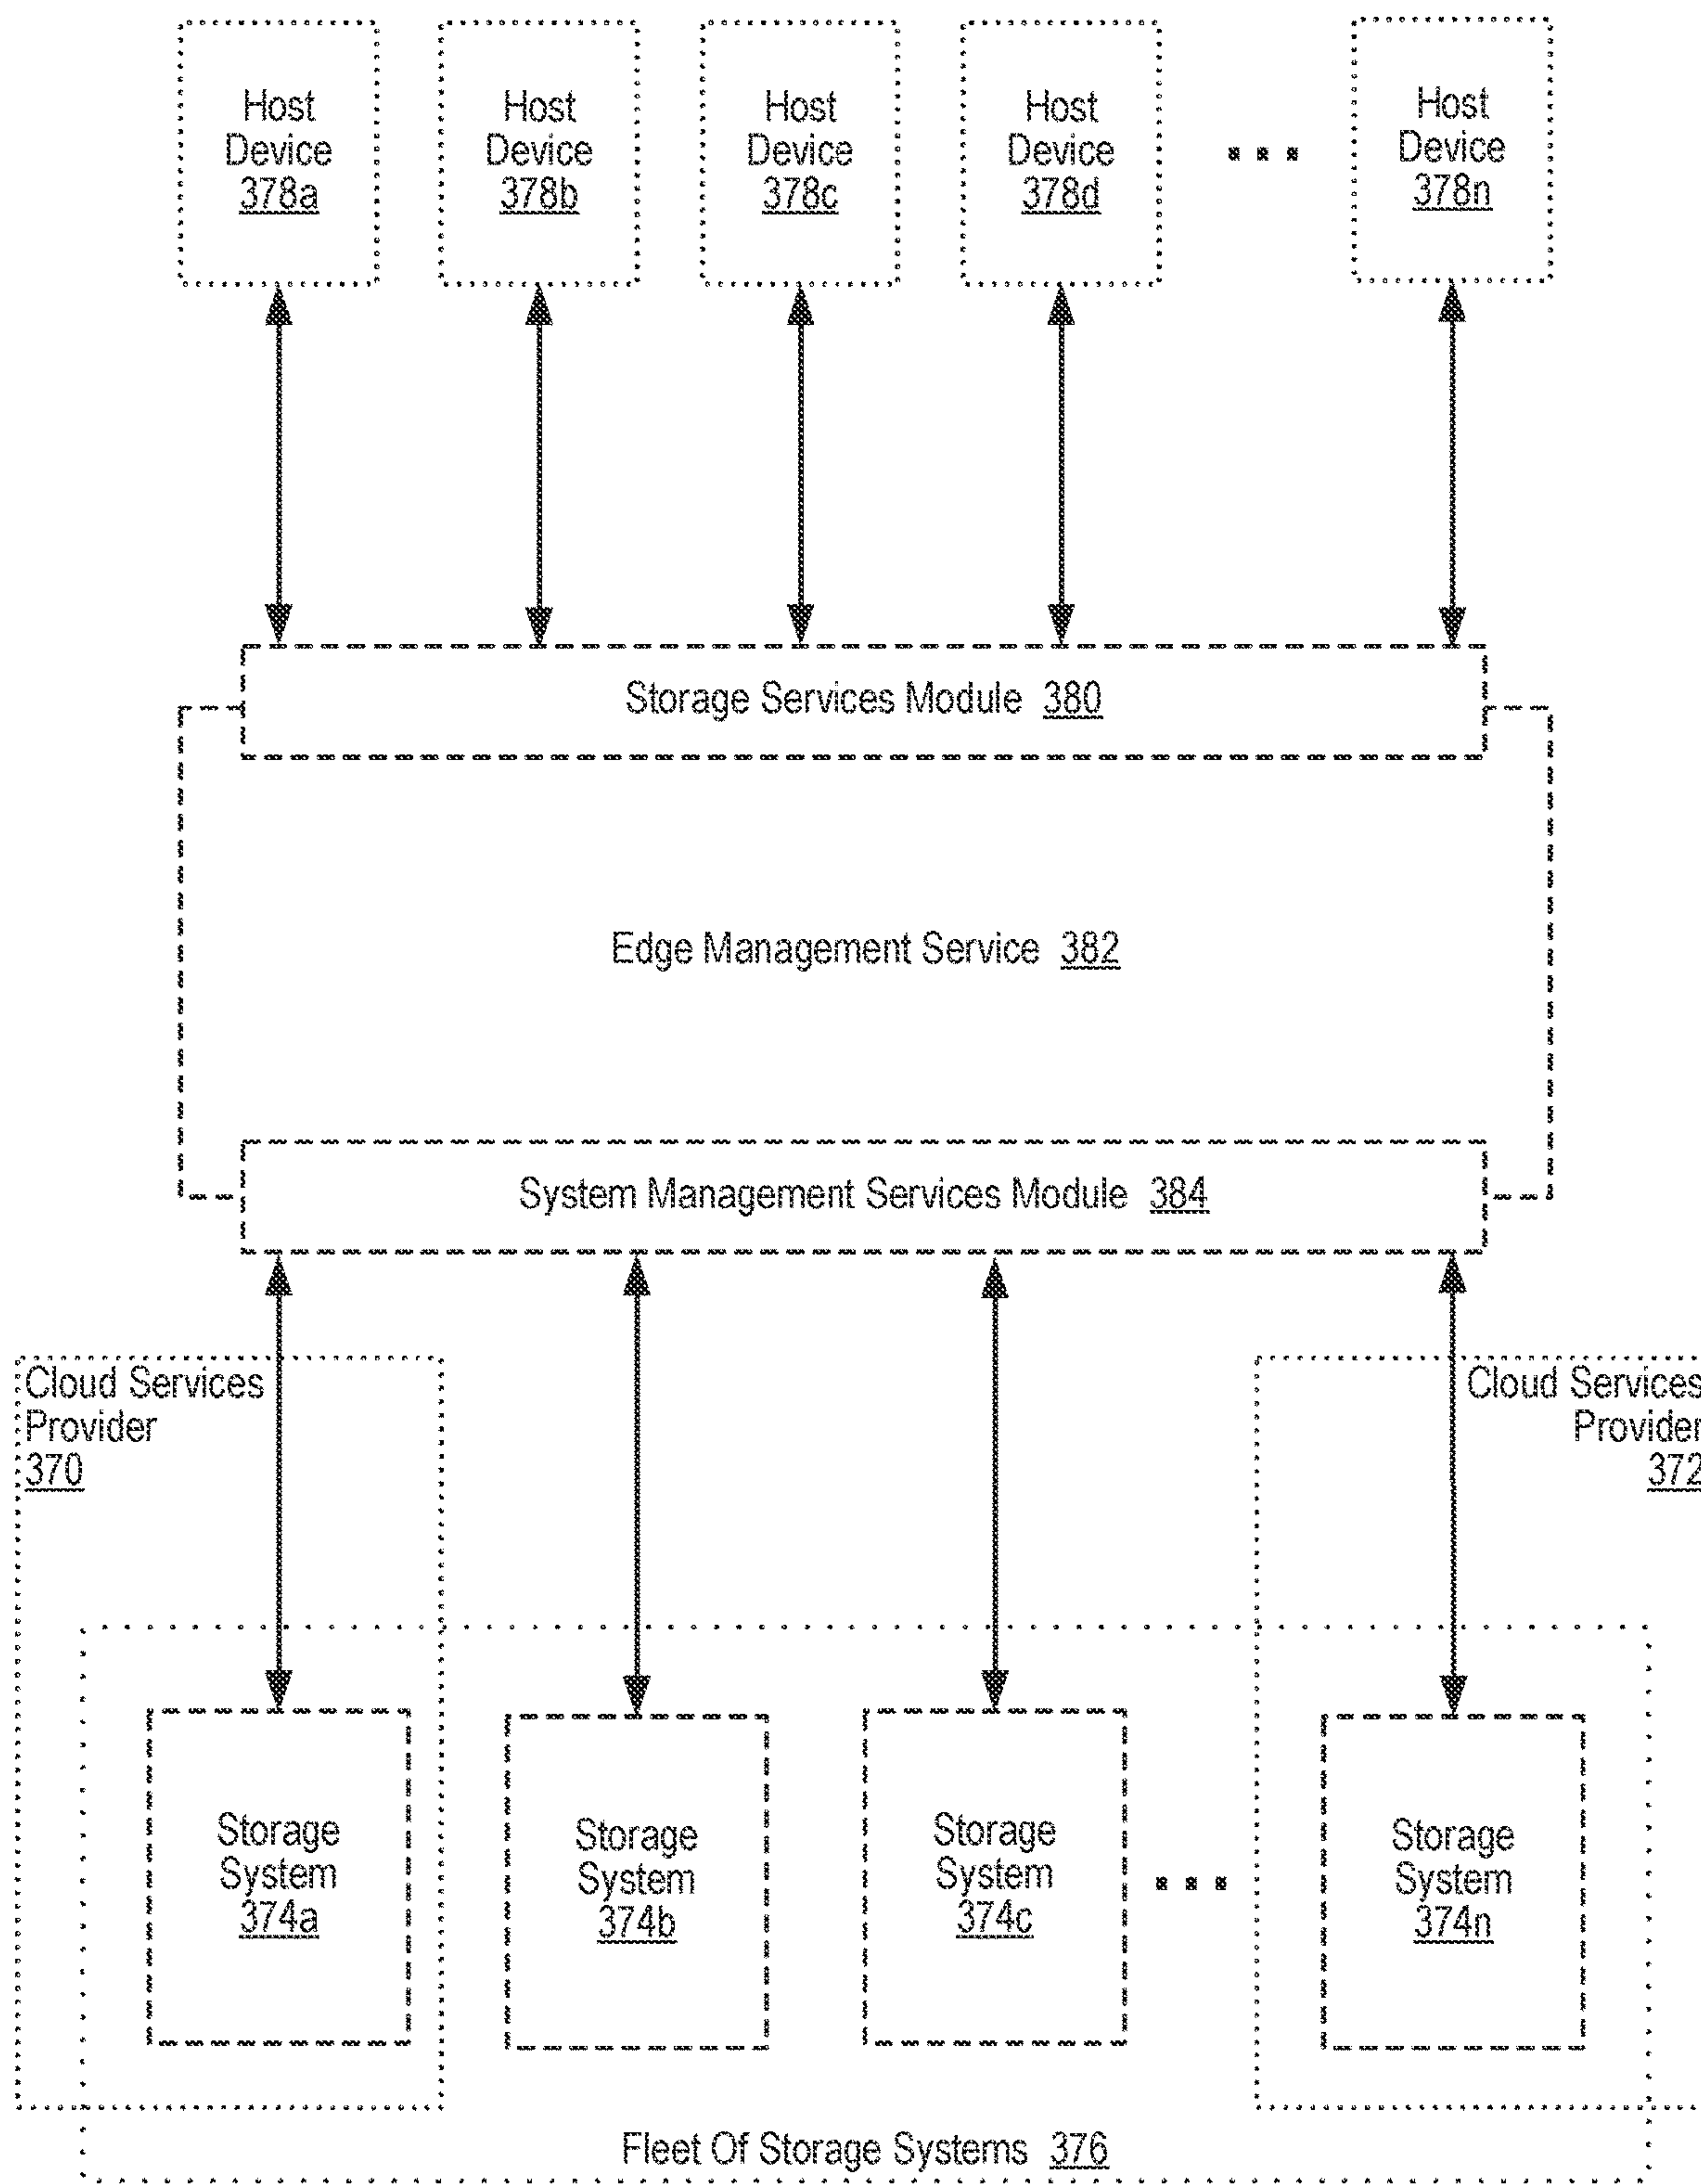 Host
Device
378a
Host
Device
378b
Host
Device
378c
Host
Device
378d
...
Host
Device
378n
Storage Services Module 380
Edge Management Service 382
System Management Services Module 384
Cloud Services
Provider
370
Cloud Services
Provider
372
Storage
System
374a
Storage
System
374b
Storage
System
374c
...
Storage
System
374n
Fleet Of Storage Systems 376